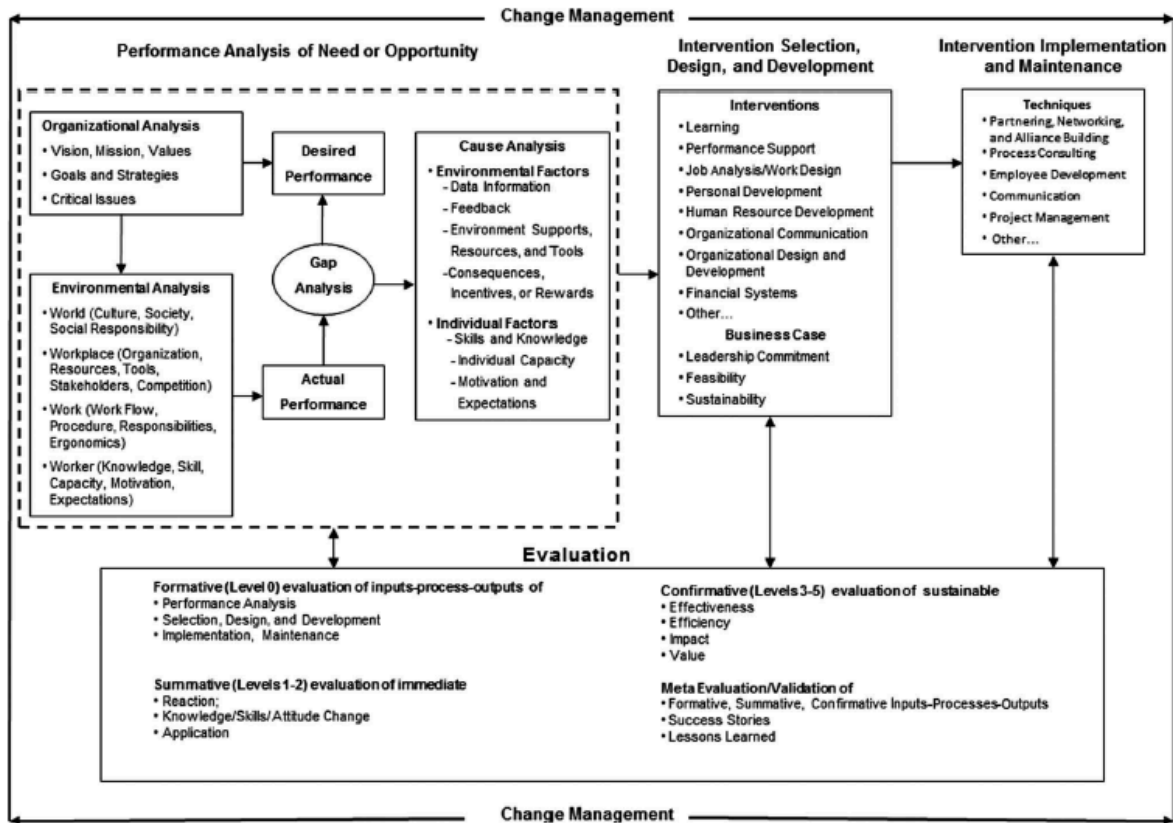 Change Management
Performance Analysis of Need or Opportunity
Organizational Analysis
• Vision, Mission, Values
• Goals and Strategies
• Critical Issues
Environmental Analysis
• World (Culture, Society,
Social Responsibility)
• Workplace (Organization,
Resources, Tools,
Stakeholders, Competition)
• Work (Work Flow,
Procedure, Responsibilities,
Ergonomics)
• Worker (Knowledge, Skill,
Capacity, Motivation,
Expectations)
Desired
Performance
Gap
Analysis
Actual
Performance
Cause Analysis
• Environmental Factors
- Data Information
- Feedback
- Environment Supports,
Resources, and Tools
- Consequences,
Incentives, or Rewards
• Individual Factors
- Skills and Knowledge
- Individual Capacity
- Motivation and
Expectations
Intervention Selection,
Design, and Development
Interventions
• Learning
• Performance Support
• Job Analysis/Work Design
• Personal Development
• Human Resource Development
• Organizational Communication
• Organizational Design and
Development
• Financial Systems
• Other...
Business Case
• Leadership Commitment
• Feasibility
• Sustainability
Intervention Implementation
and Maintenance
Techniques
• Partnering, Networking,
and Alliance Building
• Process Consulting
• Employee Development
• Communication
• Project Management
• Other...
Evaluation
Formative (Level 0) evaluation of inputs-process-outputs of
• Performance Analysis
• Selection, Design, and Development
• Implementation, Maintenance
Summative (Levels 1-2) evaluation of immediate
• Reaction;
• Knowledge/Skills/Attitude Change
• Application
Confirmative (Levels 3-5) evaluation of sustainable
• Effectiveness
• Efficiency
• Impact
• Value
Meta Evaluation/Validation of
• Formative, Summative, Confirmative Inputs-Processes-Outputs
• Success Stories
• Lessons Learned
Change Management